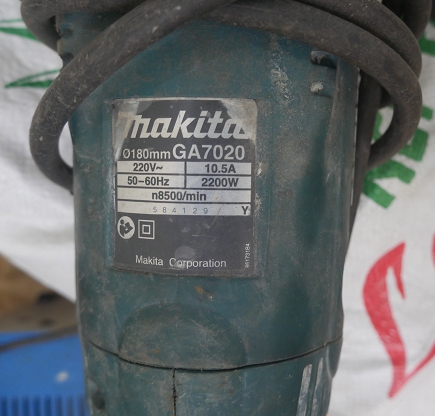 makita
Ø180mm GA7020
220V~ 10.5A
50-60Hz 2200W
n8500/min
584129/ Y
Makita Corporation